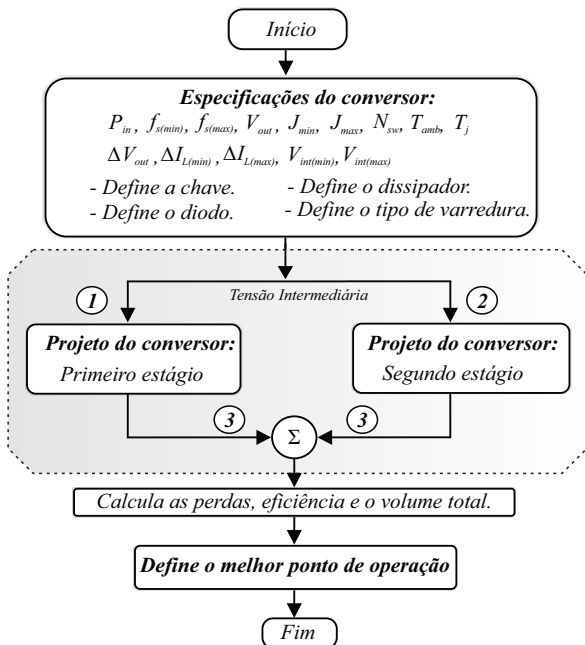 Início
Especificações do conversor:
P_in , f_s(min) , f_s(max) , V_out , J_min , J_max , N_sw , T_amb , T_j
ΔV_out , ΔI_L(min) , ΔI_L(max) , V_int(min) , V_int(max)
- Define a chave. - Define o dissipador.
- Define o diodo. - Define o tipo de varredura.
1 Tensão Intermediária 2
Projeto do conversor:
Primeiro estágio
Projeto do conversor:
Segundo estágio
3 Σ 3
Calcula as perdas, eficiência e o volume total.
Define o melhor ponto de operação
Fim